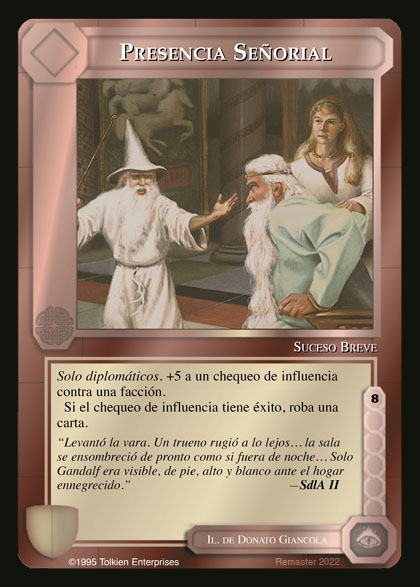 Presencia Señorial
Suceso Breve
Solo diplomáticos. +5 a un chequeo de influencia
contra una facción.
Si el chequeo de influencia tiene éxito, roba una
carta.
“Levantó la vara. Un trueno rugió a lo lejos… la sala
se ensombreció de pronto como si fuera de noche… Solo
Gandalf era visible, de pie, alto y blanco ante el hogar
ennegrecido.” —SdlA II
8
Il. de Donato Giancola
©1995 Tolkien Enterprises
Remaster 2022